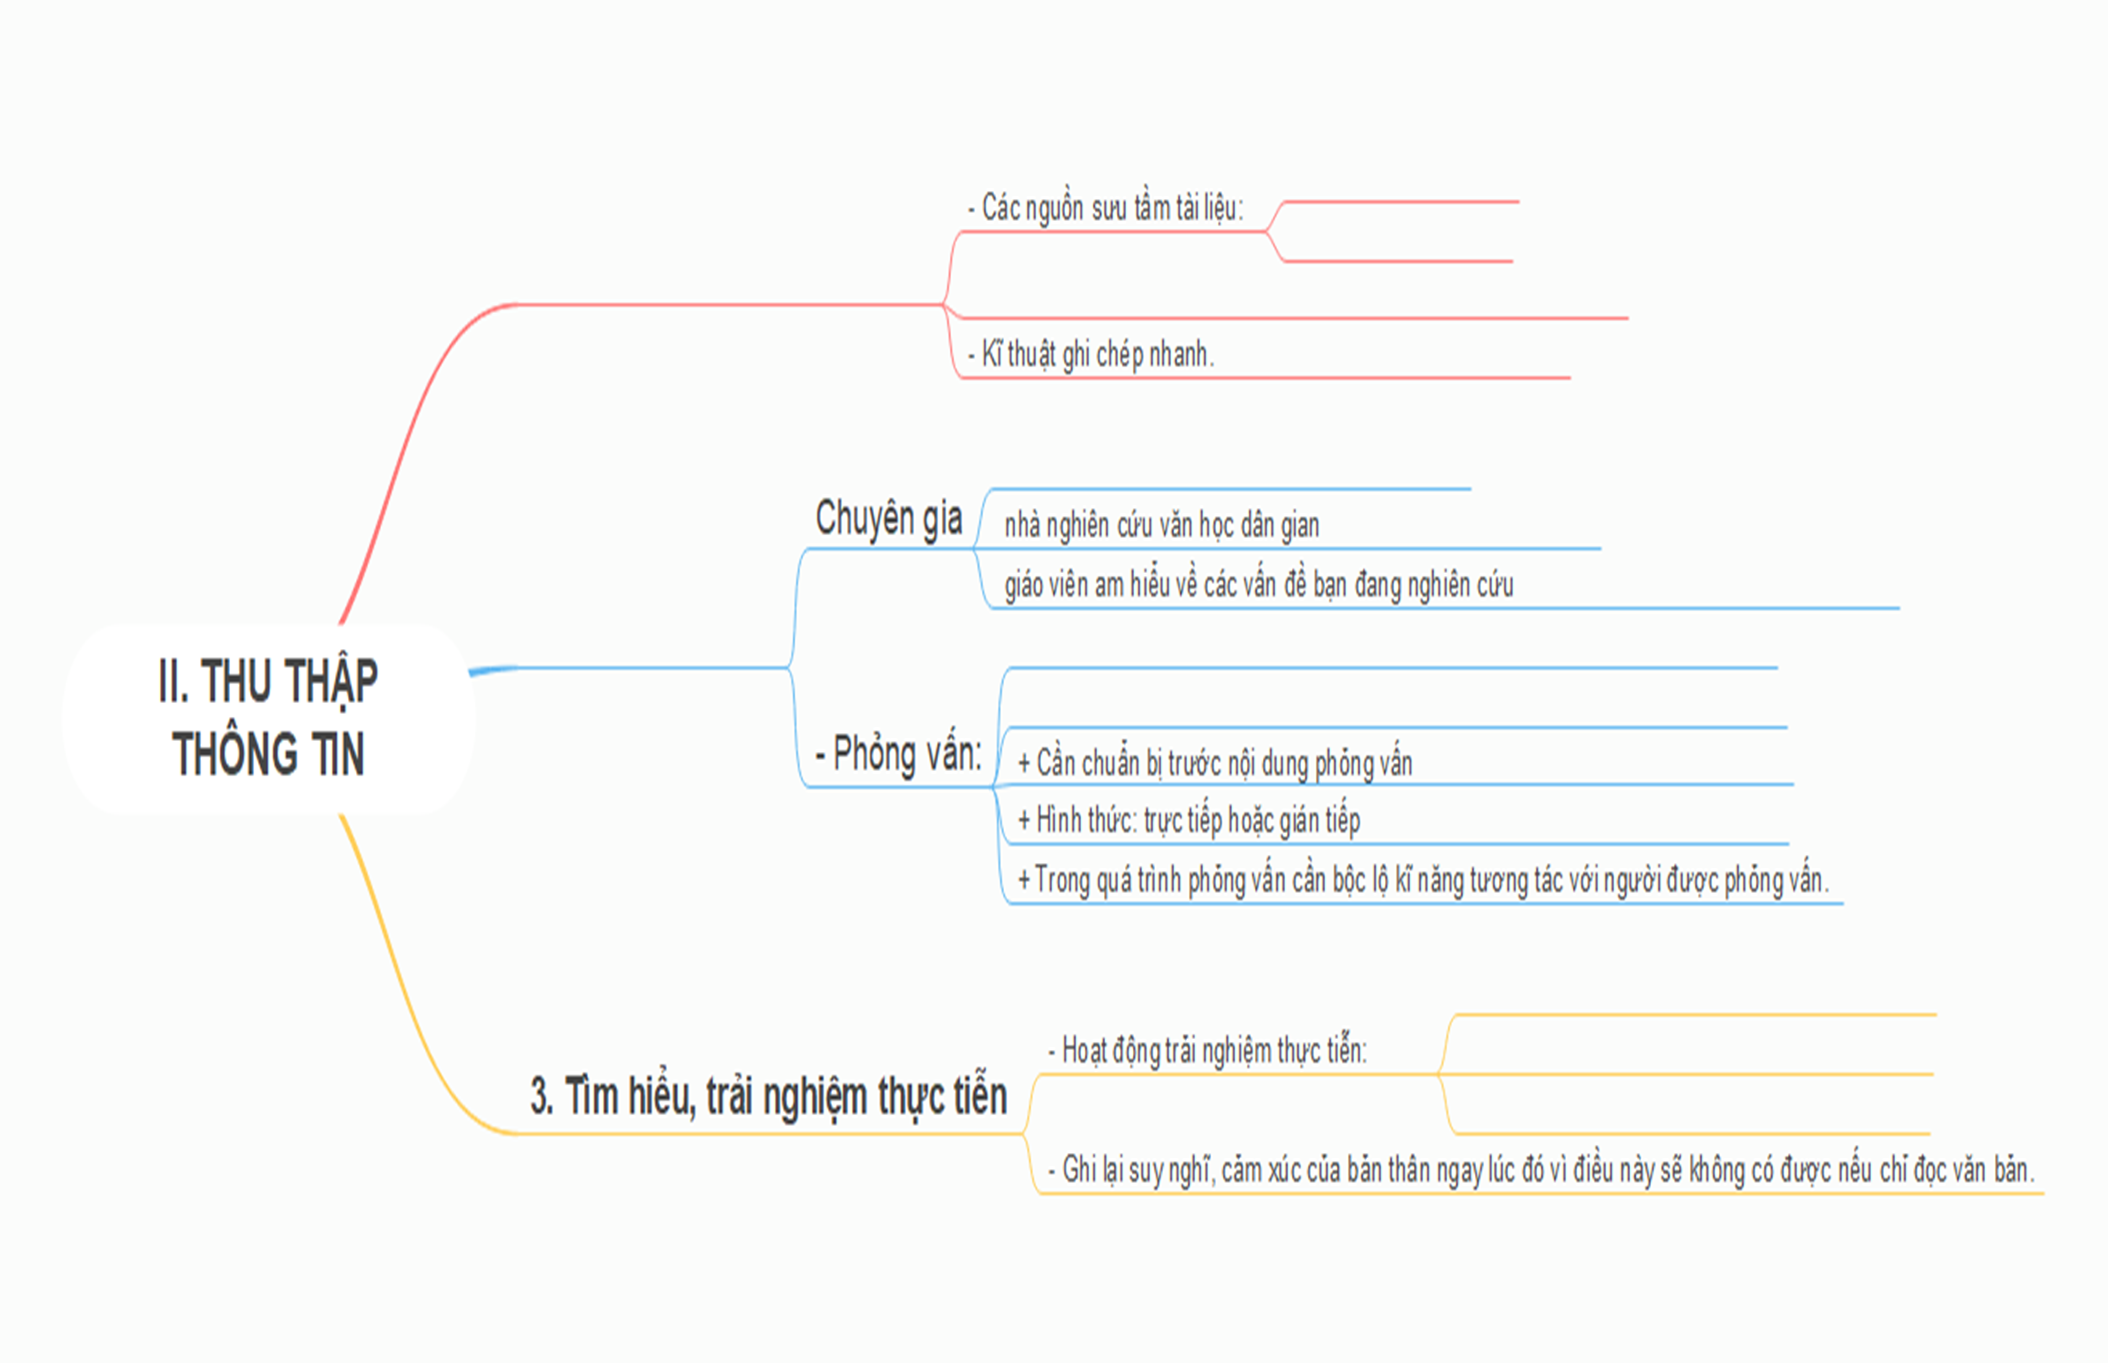 - Các nguồn sưu tầm tài liệu:
- Kĩ thuật ghi chép nhanh.
Chuyên gia
nhà nghiên cứu văn học dân gian
giáo viên am hiểu về các vấn đề bạn đang nghiên cứu
II. THU THẬP
THÔNG TIN
- Phỏng vấn:
+ Cần chuẩn bị trước nội dung phỏng vấn
+ Hình thức: trực tiếp hoặc gián tiếp
+ Trong quá trình phỏng vấn cần bộc lộ kĩ năng tương tác với người được phỏng vấn.
3. Tìm hiểu, trải nghiệm thực tiễn
- Hoạt động trải nghiệm thực tiễn:
- Ghi lại suy nghĩ, cảm xúc của bản thân ngay lúc đó vì điều này sẽ không có được nếu chỉ đọc văn bản.